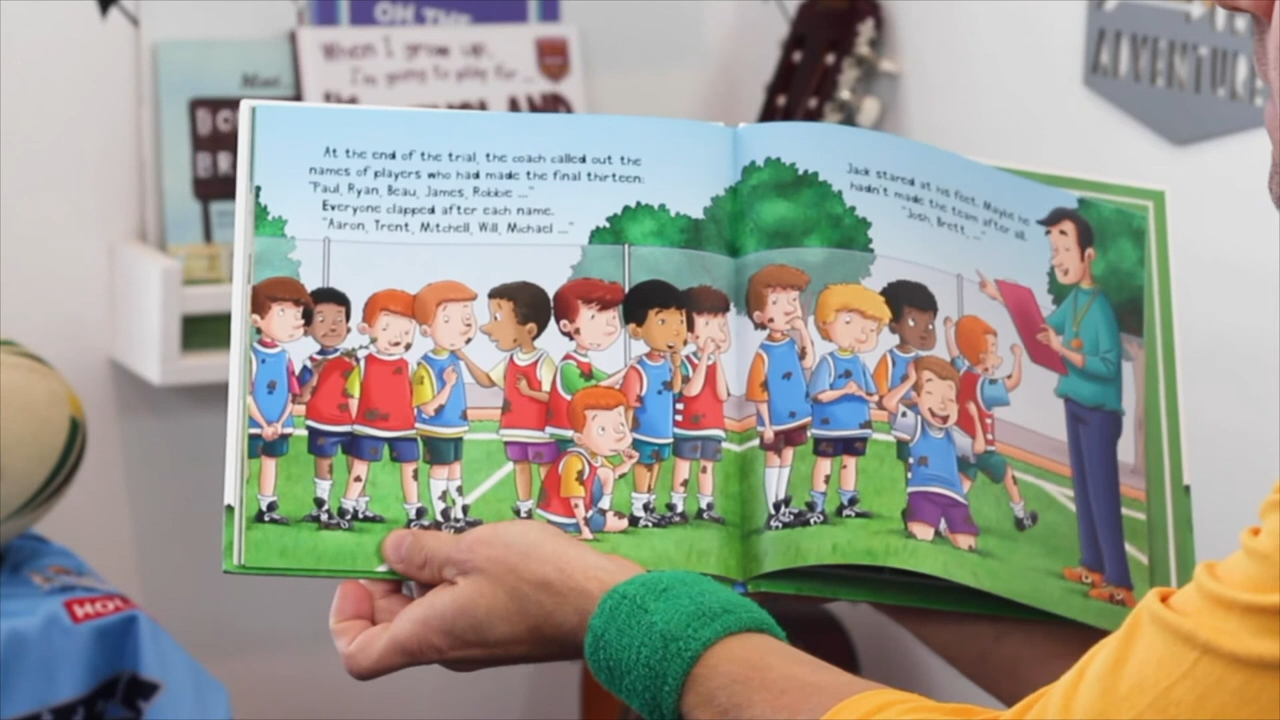 OH THE
When I grow up,
I'm going to play for...
At the end of the trial, the coach called out the
names of players who had made the final thirteen:
"Paul, Ryan, Beau, James, Robbie ...."
Everyone clapped after each name.
"Aaron, Trent, Mitchell, Will, Michael ...."
Jack stared at his feet. Maybe he
hadn't made the team after all.
"Josh, Brett, ..."
ADVENTURE